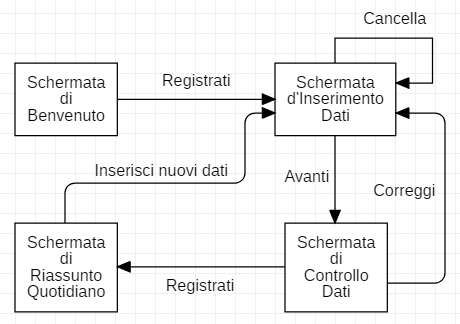 Cancella
Schermata
di
Benvenuto
Registrati
Schermata
d'Inserimento
Dati
Inserisci nuovi dati
Avanti
Correggi
Schermata
di
Riassunto
Quotidiano
Registrati
Schermata
di
Controllo
Dati